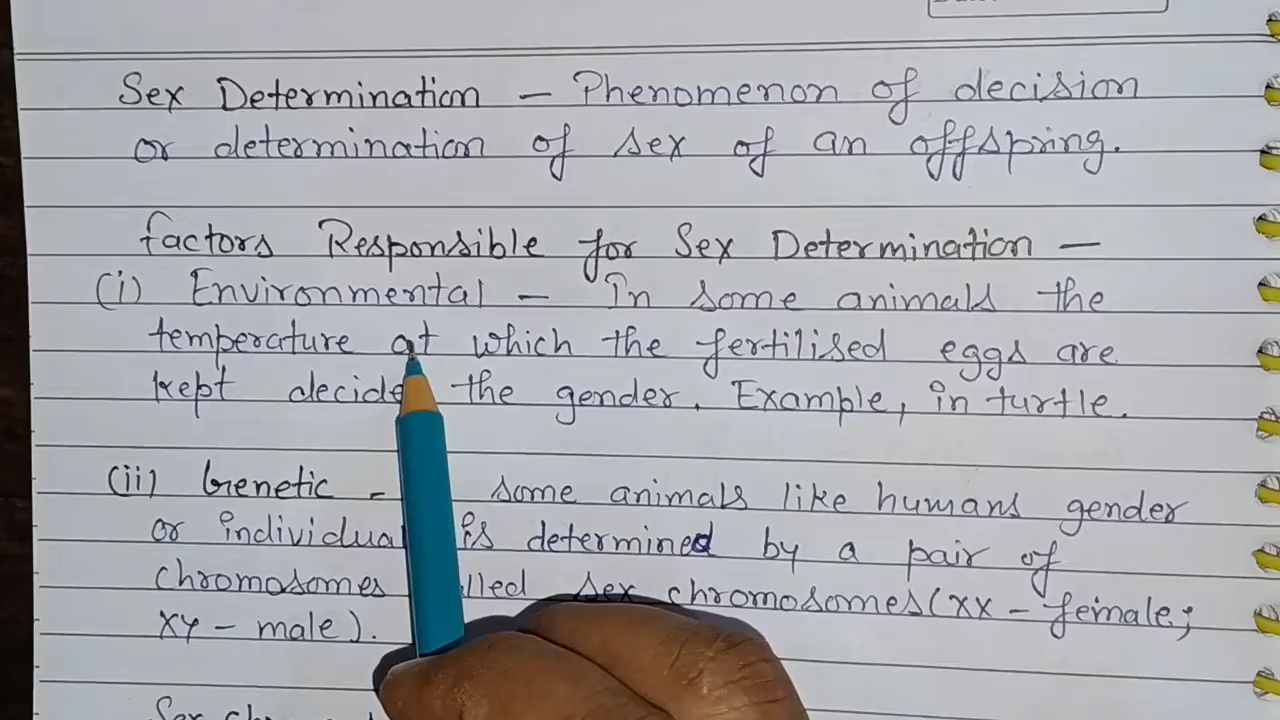 Sex Determination – Phenomenon of decision
or determination of sex of an offspring.
Factors Responsible for Sex Determination –
(i) Environmental – In some animals the
temperature at which the fertilised eggs are
kept decide the gender. Example, in turtle.
(ii) Genetic - some animals like humans gender
or individual is determined by a pair of
chromosomes sex chromosomes (XX – female;
XY – male).
Sex